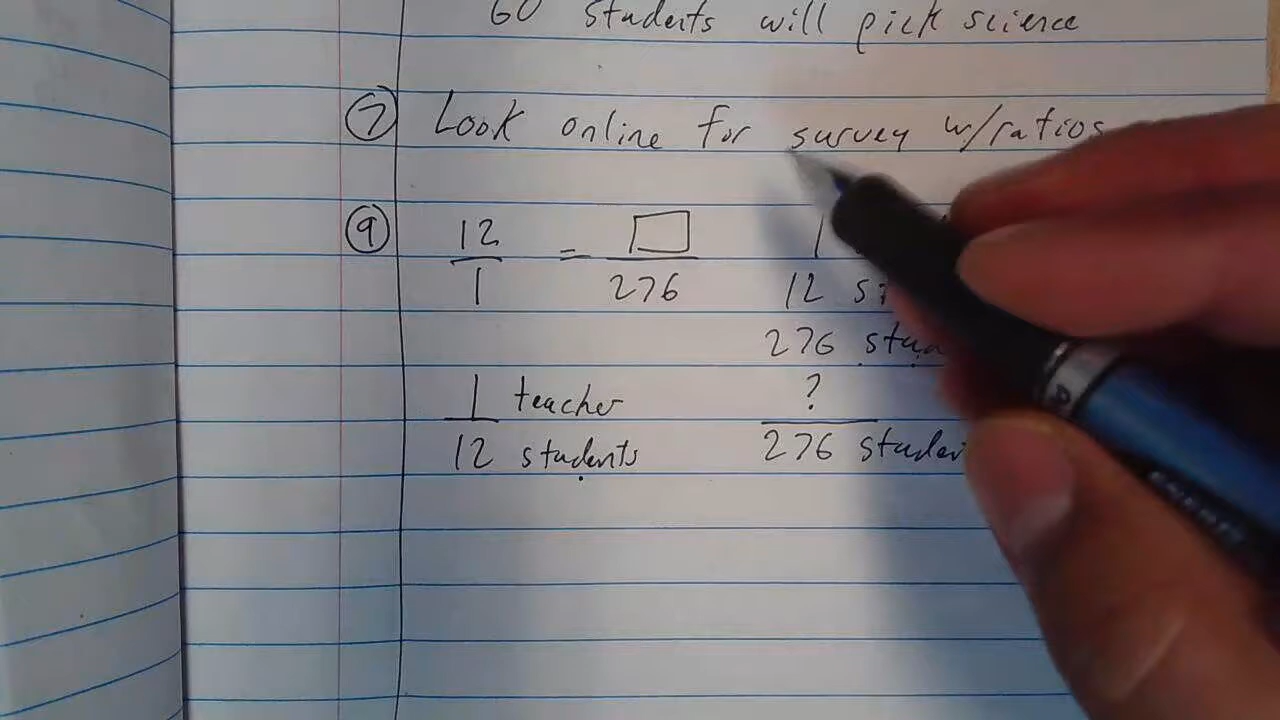 60 students will pick science
⑦ Look online for survey w/ratios
⑨ 12/1 = □/276
1
12
276
1 teacher
12 students
?
276